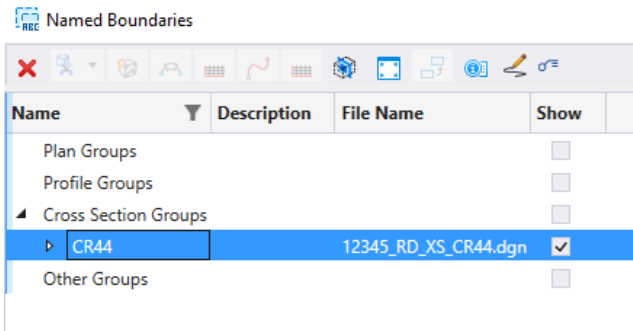 Named Boundaries
Name Description File Name Show
Plan Groups
Profile Groups
Cross Section Groups
CR44 12345_RD_XS_CR44.dgn
Other Groups